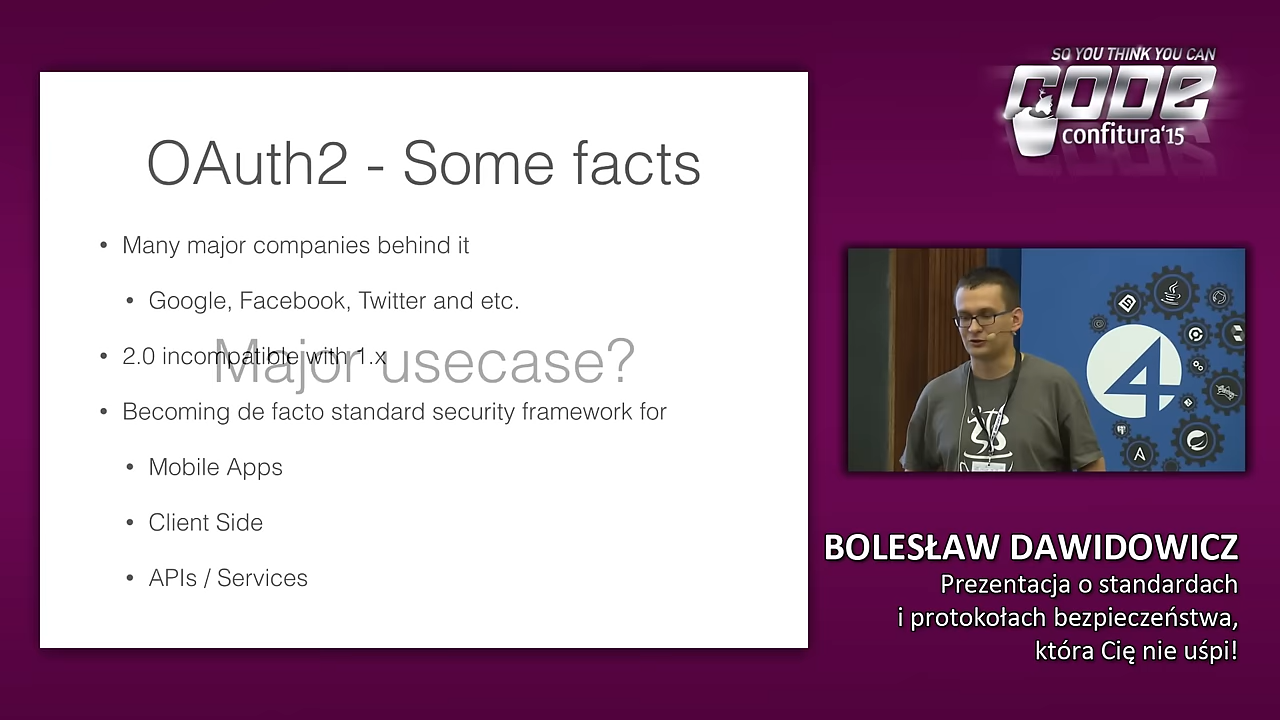 SO YOU THINK YOU CAN
CODE
confitura'15
OAuth2 - Some facts
• Many major companies behind it
• Google, Facebook, Twitter and etc.
• 2.0 incompatible with 1.x
Major usecase?
• Becoming de facto standard security framework for
• Mobile Apps
• Client Side
• APIs / Services
4
BOLESŁAW DAWIDOWICZ
Prezentacja o standardach
i protokołach bezpieczeństwa,
która Cię nie uśpi!